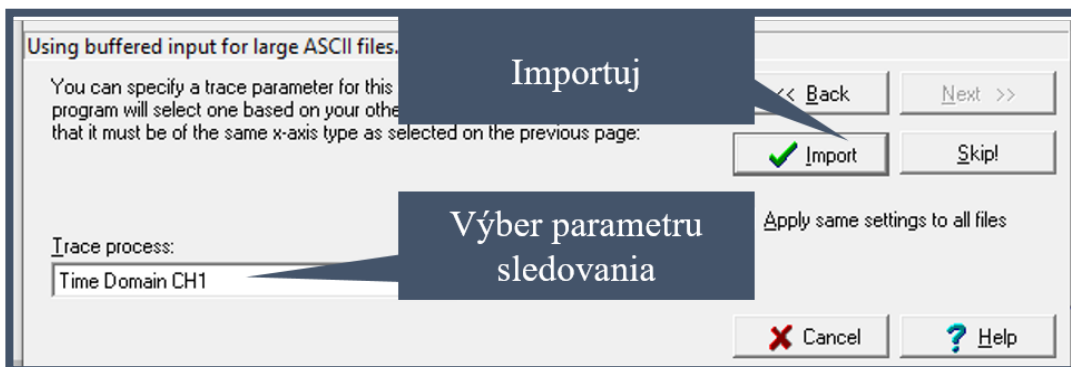 Using buffered input for large ASCII files.
Importuj
You can specify a trace parameter for this
program will select one based on your othe
that it must be of the same x-axis type as selected on the previous page:
<< Back
Next >>
Import
Skip!
Výber parametru
sledovania
Apply same settings to all files
Trace process:
Time Domain CH1
Cancel
Help